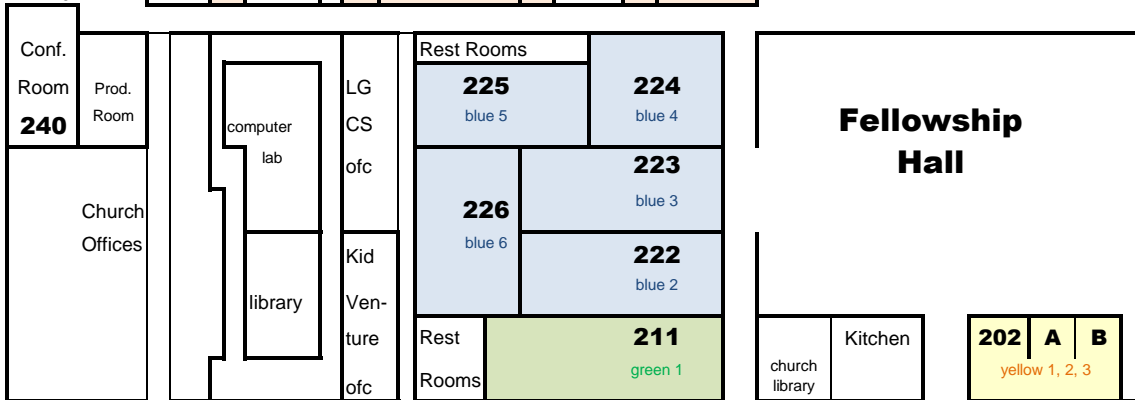 Conf.
Room
240
Prod.
Room
Church
Offices
computer
lab
library
LG
CS
ofc
Kid
Ven-
ture
ofc
Rest Rooms
225
blue 5
224
blue 4
223
blue 3
226
blue 6
222
blue 2
Rest
Rooms
211
green 1
Fellowship
Hall
church
library
Kitchen
202 A B
yellow 1, 2, 3